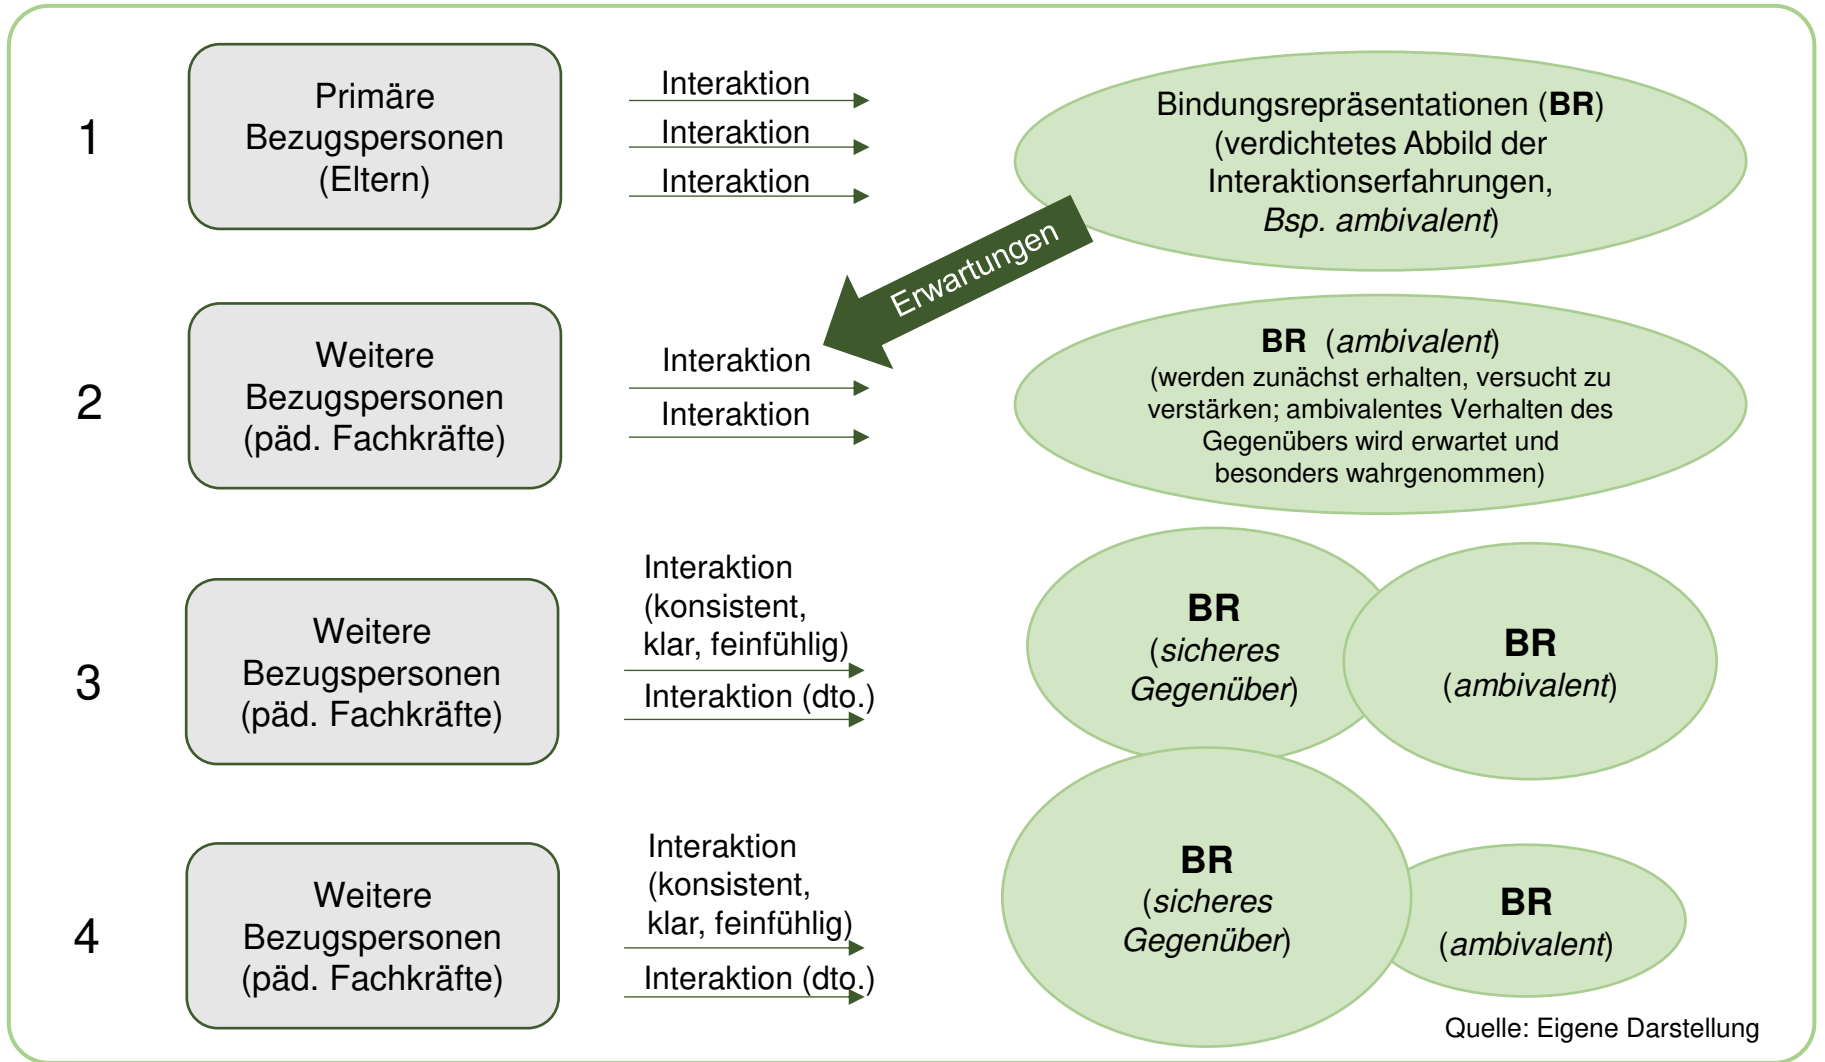 1
Primäre
Bezugspersonen
(Eltern)
Interaktion
Interaktion
Interaktion
Bindungsrepräsentationen (BR)
(verdichtetes Abbild der
Interaktionserfahrungen,
Bsp. ambivalent)
Erwartungen
2
Weitere
Bezugspersonen
(päd. Fachkräfte)
Interaktion
Interaktion
BR (ambivalent)
(werden zunächst erhalten, versucht zu
verstärken; ambivalentes Verhalten des
Gegenübers wird erwartet und
besonders wahrgenommen)
3
Weitere
Bezugspersonen
(päd. Fachkräfte)
Interaktion
(konsistent,
klar, feinfühlig)
Interaktion (dto.)
BR
(sicheres
Gegenüber)
BR
(ambivalent)
4
Weitere
Bezugspersonen
(päd. Fachkräfte)
Interaktion
(konsistent,
klar, feinfühlig)
Interaktion (dto.)
BR
(sicheres
Gegenüber)
BR
(ambivalent)
Quelle: Eigene Darstellung